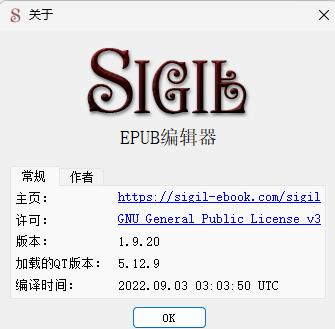 关于
SIGIL
EPUB编辑器
常规 作者
主页: https://sigil-ebook.com/sigil
许可: GNU General Public License v3
版本: 1.9.20
加载的QT版本: 5.12.9
编译时间: 2022.09.03 03:03:50 UTC
OK